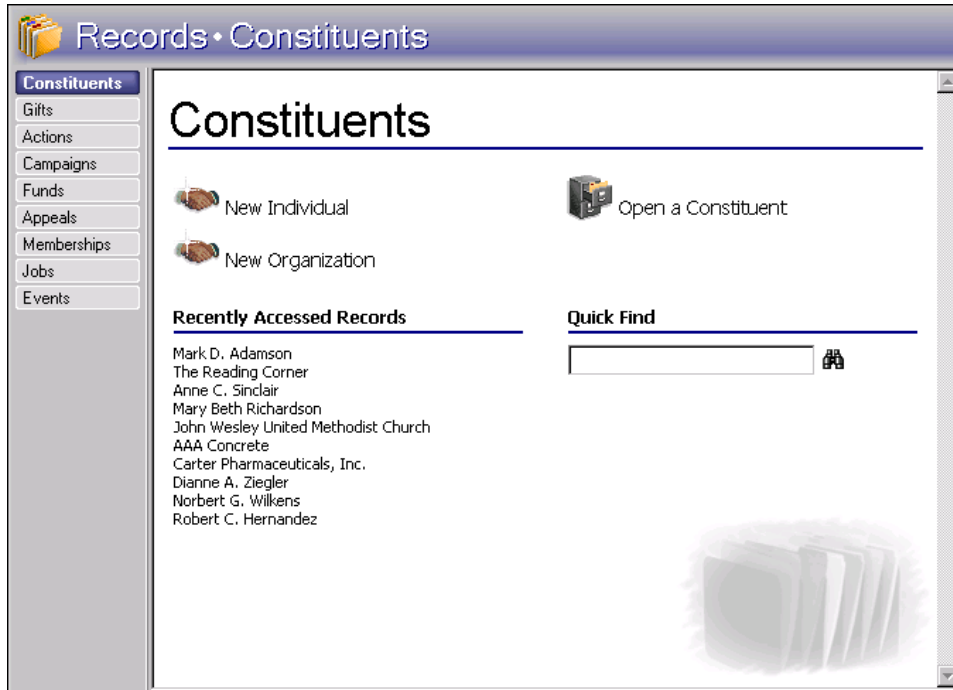 Records • Constituents
Constituents
Gifts
Actions
Campaigns
Funds
Appeals
Memberships
Jobs
Events
Constituents
New Individual
Open a Constituent
New Organization
Recently Accessed Records
Mark D. Adamson
The Reading Corner
Anne C. Sinclair
Mary Beth Richardson
John Wesley United Methodist Church
AAA Concrete
Carter Pharmaceuticals, Inc.
Dianne A. Ziegler
Norbert G. Wilkens
Robert C. Hernandez
Quick Find